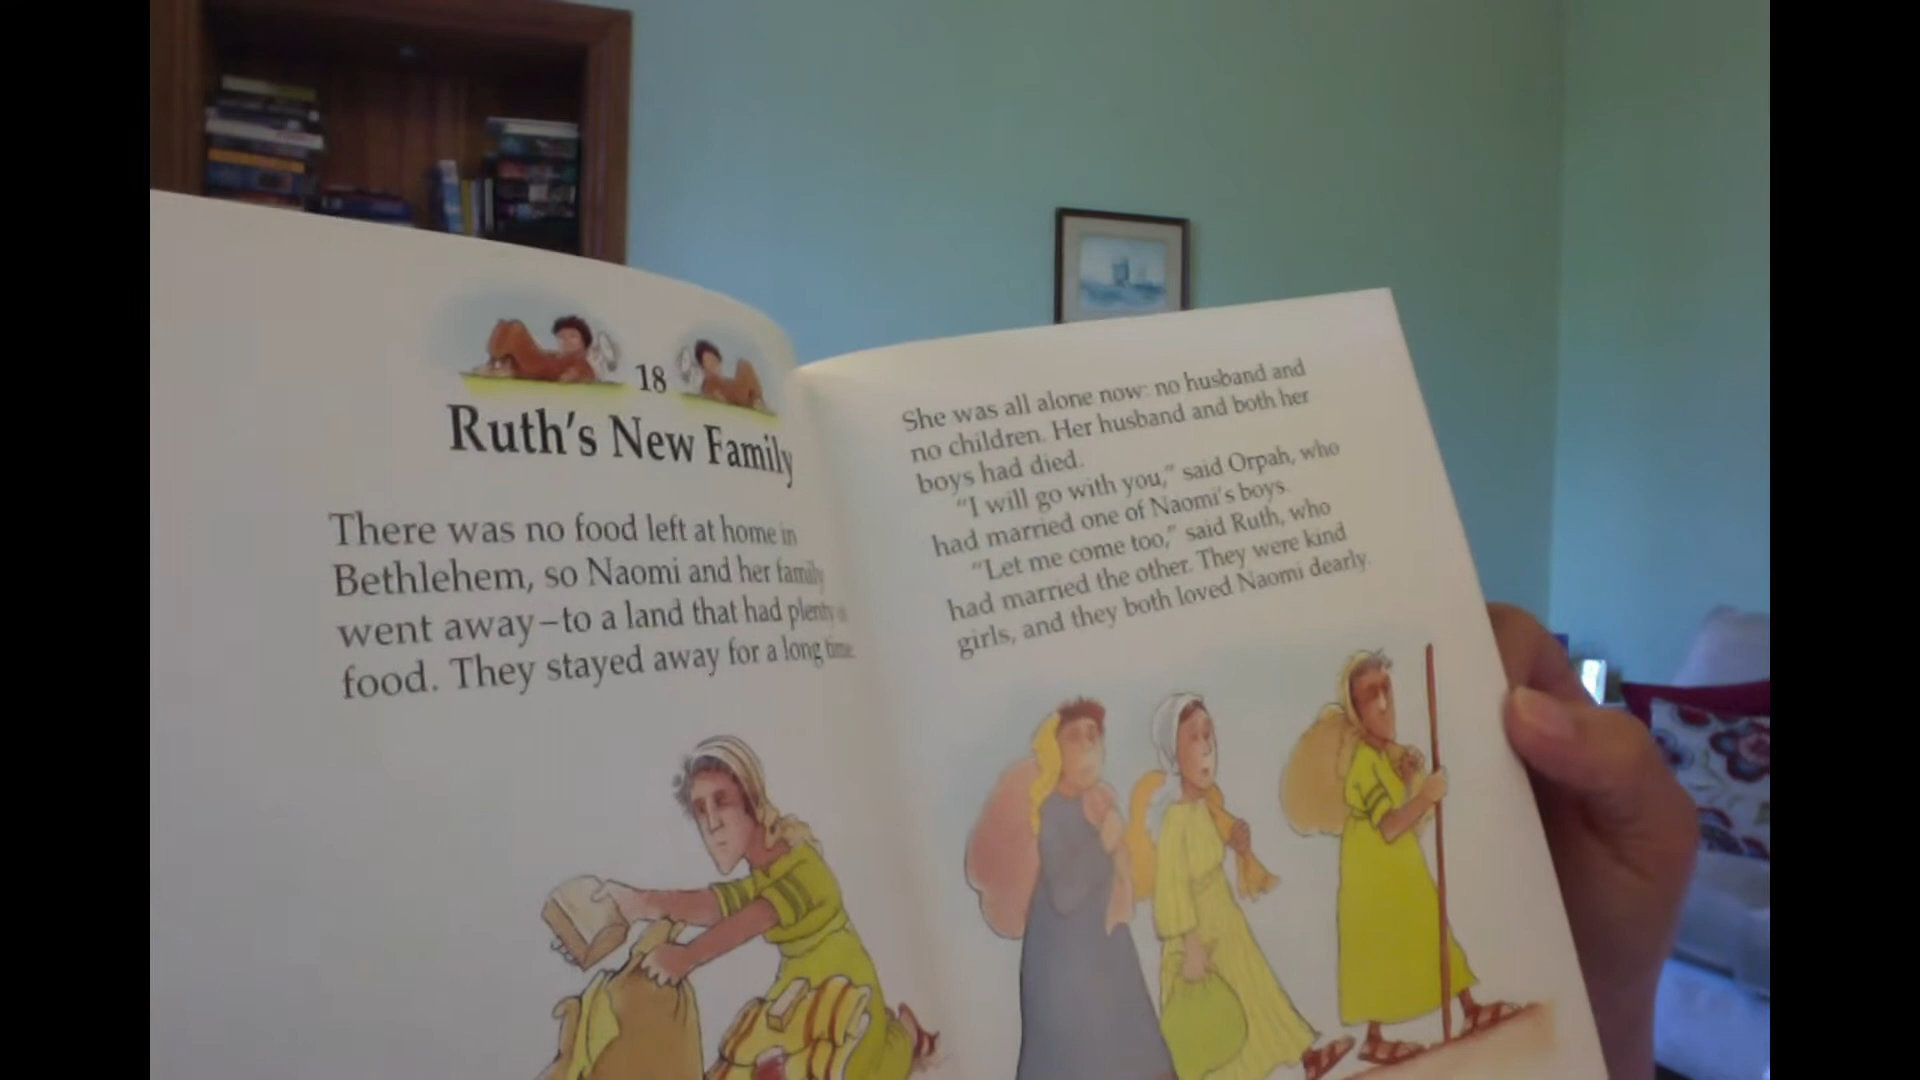 18
Ruth's New Family
There was no food left at home in
Bethlehem, so Naomi and her family
went away–to a land that had plenty of
food. They stayed away for a long time.
She was all alone now: no husband and
no children. Her husband and both her
boys had died.
"I will go with you," said Orpah, who
had married one of Naomi's boys.
"Let me come too," said Ruth, who
had married the other. They were kind
girls, and they both loved Naomi dearly.